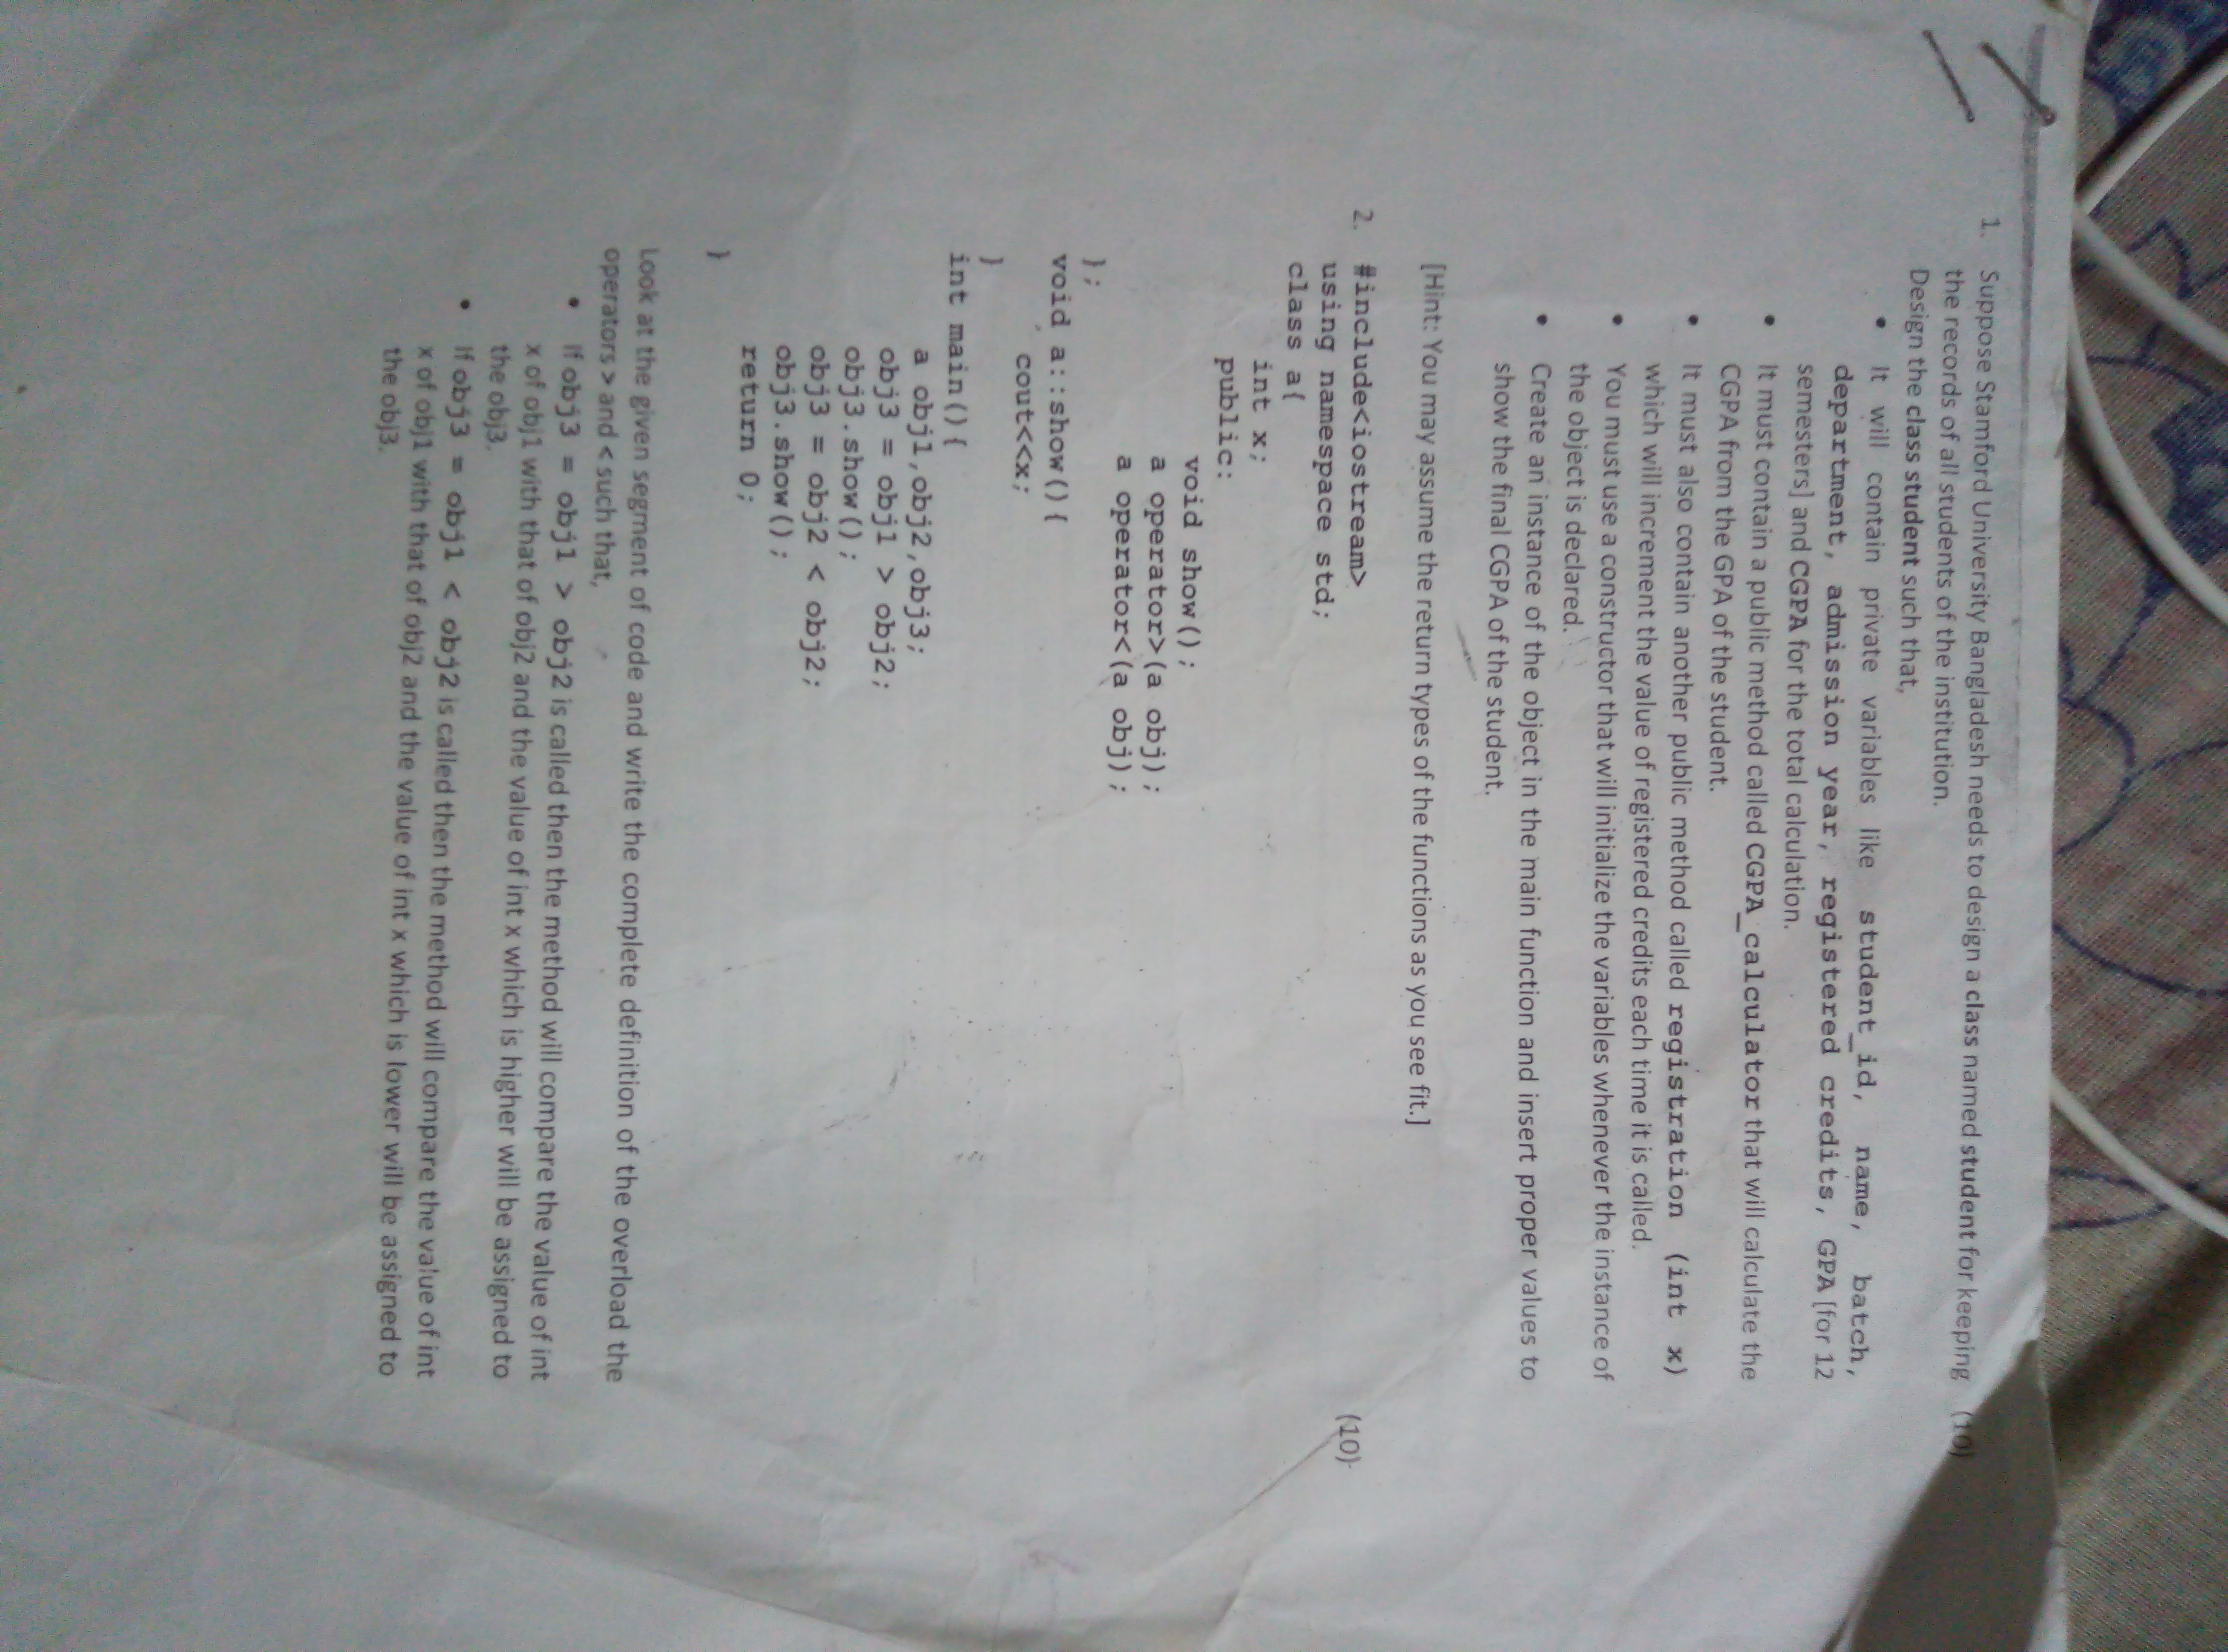 1. Suppose Stamford University Bangladesh needs to design a class named student for keeping (10)
the records of all students of the institution.
Design the class student such that,
• It will contain private variables like student_id, name, batch,
department, admission year, registered credits, GPA [for 12
semesters] and CGPA for the total calculation.
• It must contain a public method called CGPA_calculator that will calculate the
CGPA from the GPA of the student.
• It must also contain another public method called registration (int x)
which will increment the value of registered credits each time it is called.
• You must use a constructor that will initialize the variables whenever the instance of
the object is declared.
• Create an instance of the object in the main function and insert proper values to
show the final CGPA of the student.
[Hint: You may assume the return types of the functions as you see fit.]
2. #include<iostream> (10)
using namespace std;
class a{
int x;
public:
void show();
a operator>(a obj);
a operator<(a obj);
};
void a::show(){
cout<<x;
}
int main(){
a obj1,obj2,obj3;
obj3 = obj1 > obj2;
obj3.show();
obj3 = obj2 < obj2;
obj3.show();
return 0;
}
Look at the given segment of code and write the complete definition of the overload the
operators > and < such that,
• If obj3 = obj1 > obj2 is called then the method will compare the value of int
x of obj1 with that of obj2 and the value of int x which is higher will be assigned to
the obj3.
• If obj3 = obj1 < obj2 is called then the method will compare the value of int
x of obj1 with that of obj2 and the value of int x which is lower will be assigned to
the obj3.